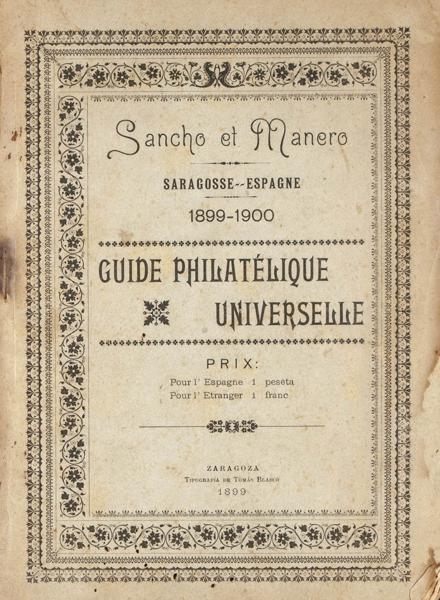 Sancho et Manero
SARAGOSSE--ESPAGNE
1899-1900
GUIDE PHILATÉLIQUE
UNIVERSELLE
PRIX:
Pour l' Espagne 1 peseta
Pour l' Etranger 1 franc
ZARAGOZA
TIPOGRAFÍA DE TOMÁS BLASCO
1899